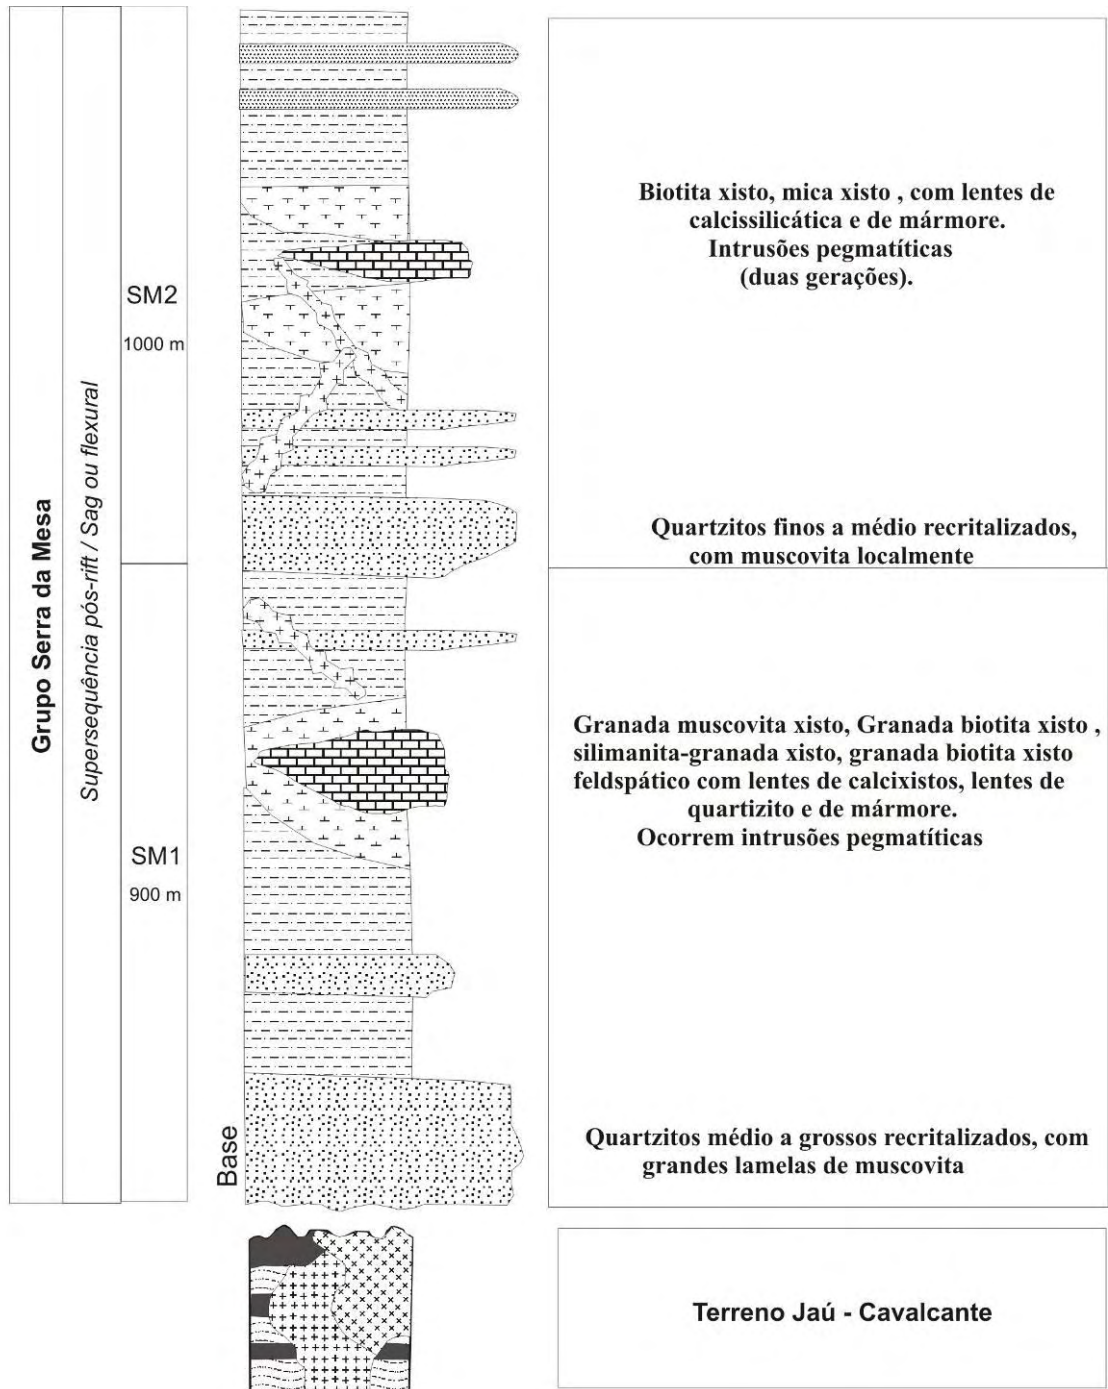 Grupo Serra da Mesa
Supersequência pós-rift / Sag ou flexural
SM2
1000 m
SM1
900 m
Base
Biotita xisto, mica xisto , com lentes de
calcissilicática e de mármore.
Intrusões pegmatíticas
(duas gerações).
Quartzitos finos a médio recritalizados,
com muscovita localmente
Granada muscovita xisto, Granada biotita xisto ,
silimanita-granada xisto, granada biotita xisto
feldspático com lentes de calcixistos, lentes de
quartizito e de mármore.
Ocorrem intrusões pegmatíticas
Quartzitos médio a grossos recritalizados, com
grandes lamelas de muscovita
Terreno Jaú - Cavalcante